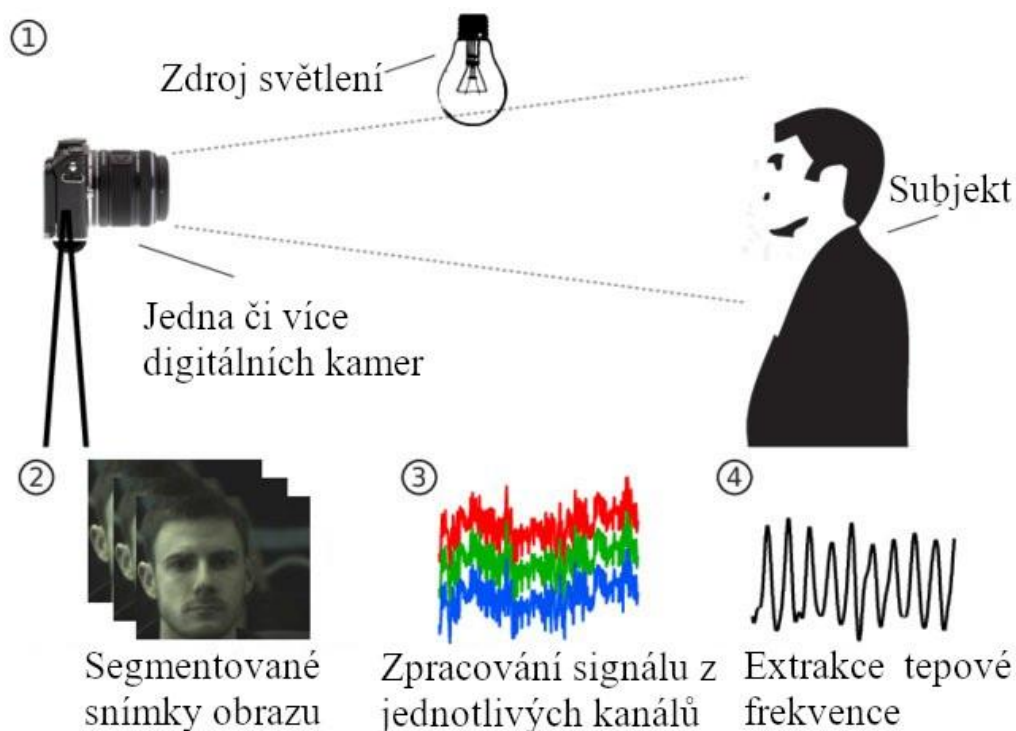 ①
Zdroj světlení
Subjekt
Jedna či více
digitálních kamer
②
Segmentované
snímky obrazu
③
Zpracování signálu z
jednotlivých kanálů
④
Extrakce tepové
frekvence